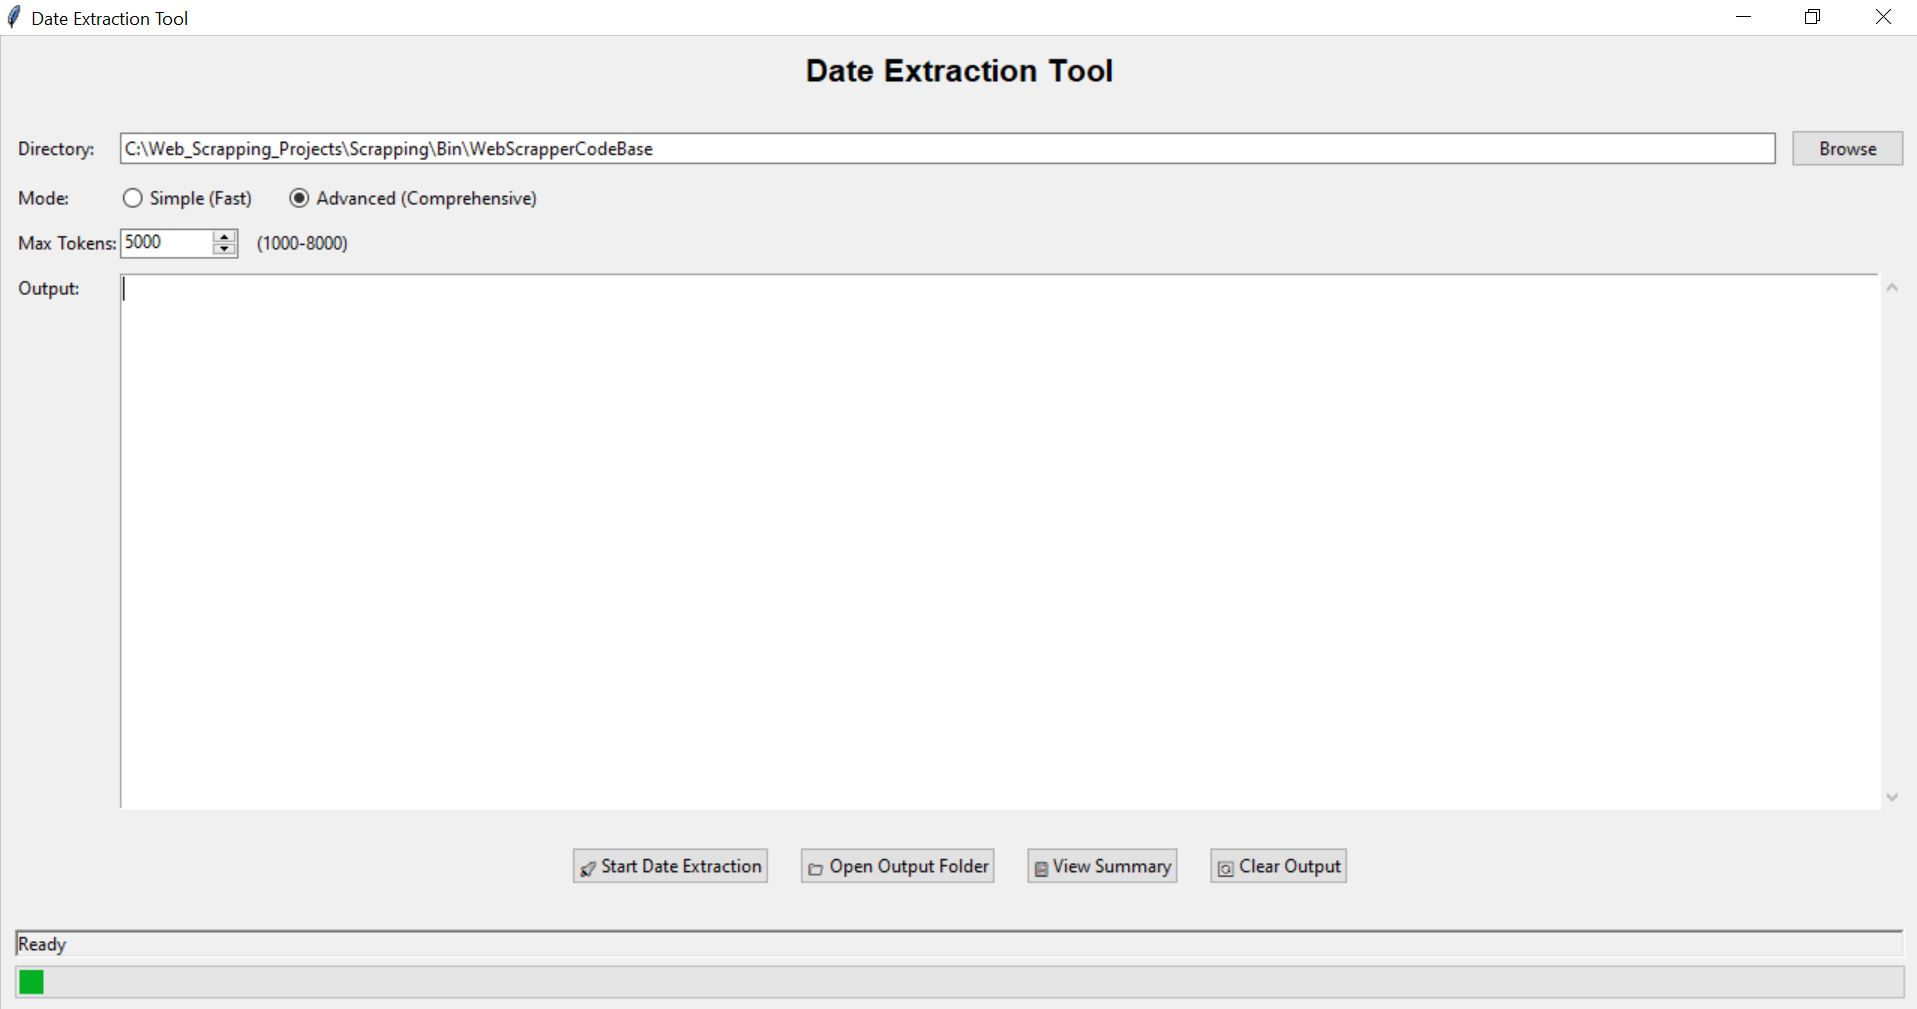 Date Extraction Tool
Date Extraction Tool
Directory: C:\Web_Scrapping_Projects\Scrapping\Bin\WebScrapperCodeBase Browse
Mode: Simple (Fast) Advanced (Comprehensive)
Max Tokens: 5000 (1000-8000)
Output:
Start Date Extraction Open Output Folder View Summary Clear Output
Ready